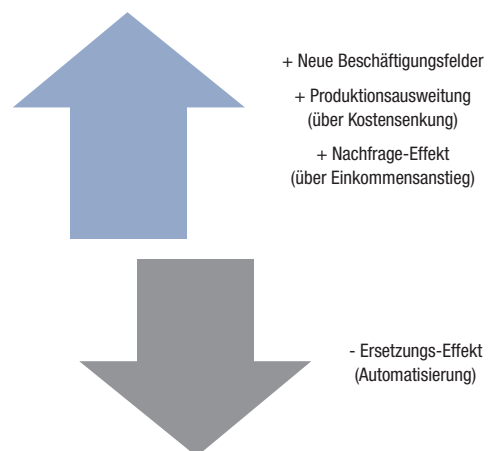 + Neue Beschäftigungsfelder
+ Produktionsausweitung
(über Kostensenkung)
+ Nachfrage-Effekt
(über Einkommensanstieg)
- Ersetzungs-Effekt
(Automatisierung)